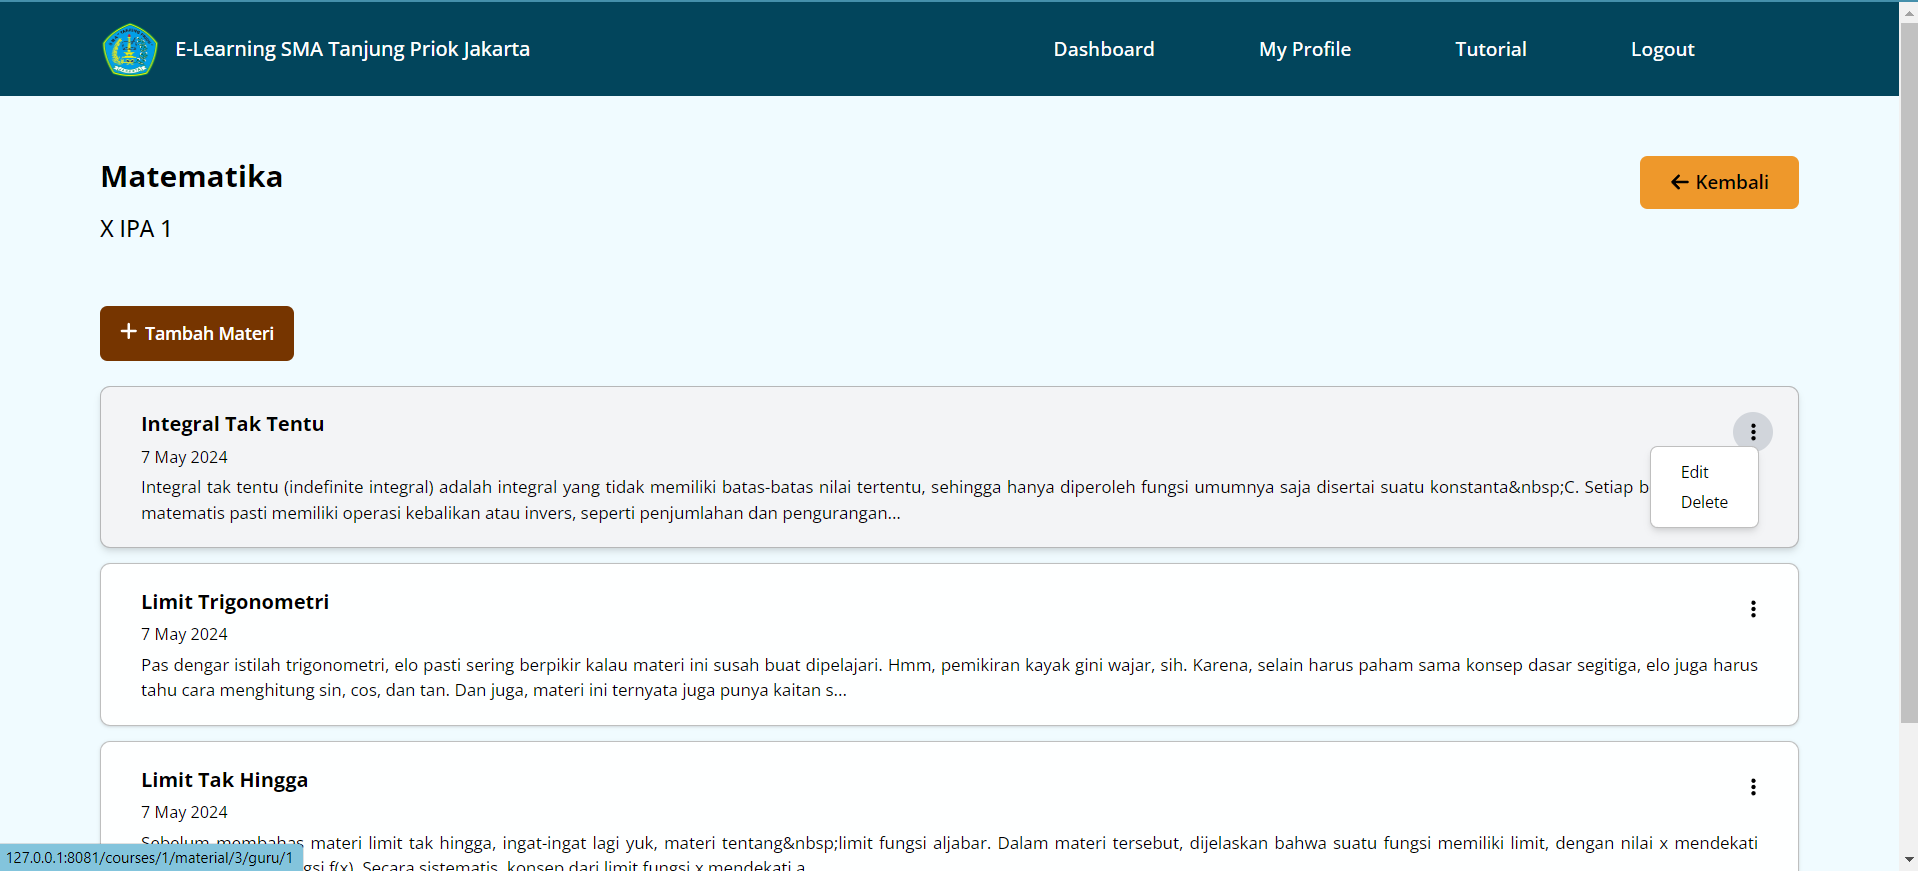 E-Learning SMA Tanjung Priok Jakarta
Dashboard
My Profile
Tutorial
Logout
Matematika
X IPA 1
Kembali
Tambah Materi
Integral Tak Tentu
7 May 2024
Integral tak tentu (indefinite integral) adalah integral yang tidak memiliki batas-batas nilai tertentu, sehingga hanya diperoleh fungsi umumnya saja disertai suatu konstanta&nbsp;C. Setiap b
matematis pasti memiliki operasi kebalikan atau invers, seperti penjumlahan dan pengurangan...
Edit
Delete
Limit Trigonometri
7 May 2024
Pas dengar istilah trigonometri, elo pasti sering berpikir kalau materi ini susah buat dipelajari. Hmm, pemikiran kayak gini wajar, sih. Karena, selain harus paham sama konsep dasar segitiga, elo juga harus
tahu cara menghitung sin, cos, dan tan. Dan juga, materi ini ternyata juga punya kaitan s...
Limit Tak Hingga
7 May 2024
Sebelum membahas materi limit tak hingga, ingat-ingat lagi yuk, materi tentang&nbsp;limit fungsi aljabar. Dalam materi tersebut, dijelaskan bahwa suatu fungsi memiliki limit, dengan nilai x mendekati
gsi f(x). Secara sistematis, konsep dari limit fungsi x mendekati a
127.0.0.1:8081/courses/1/material/3/guru/1